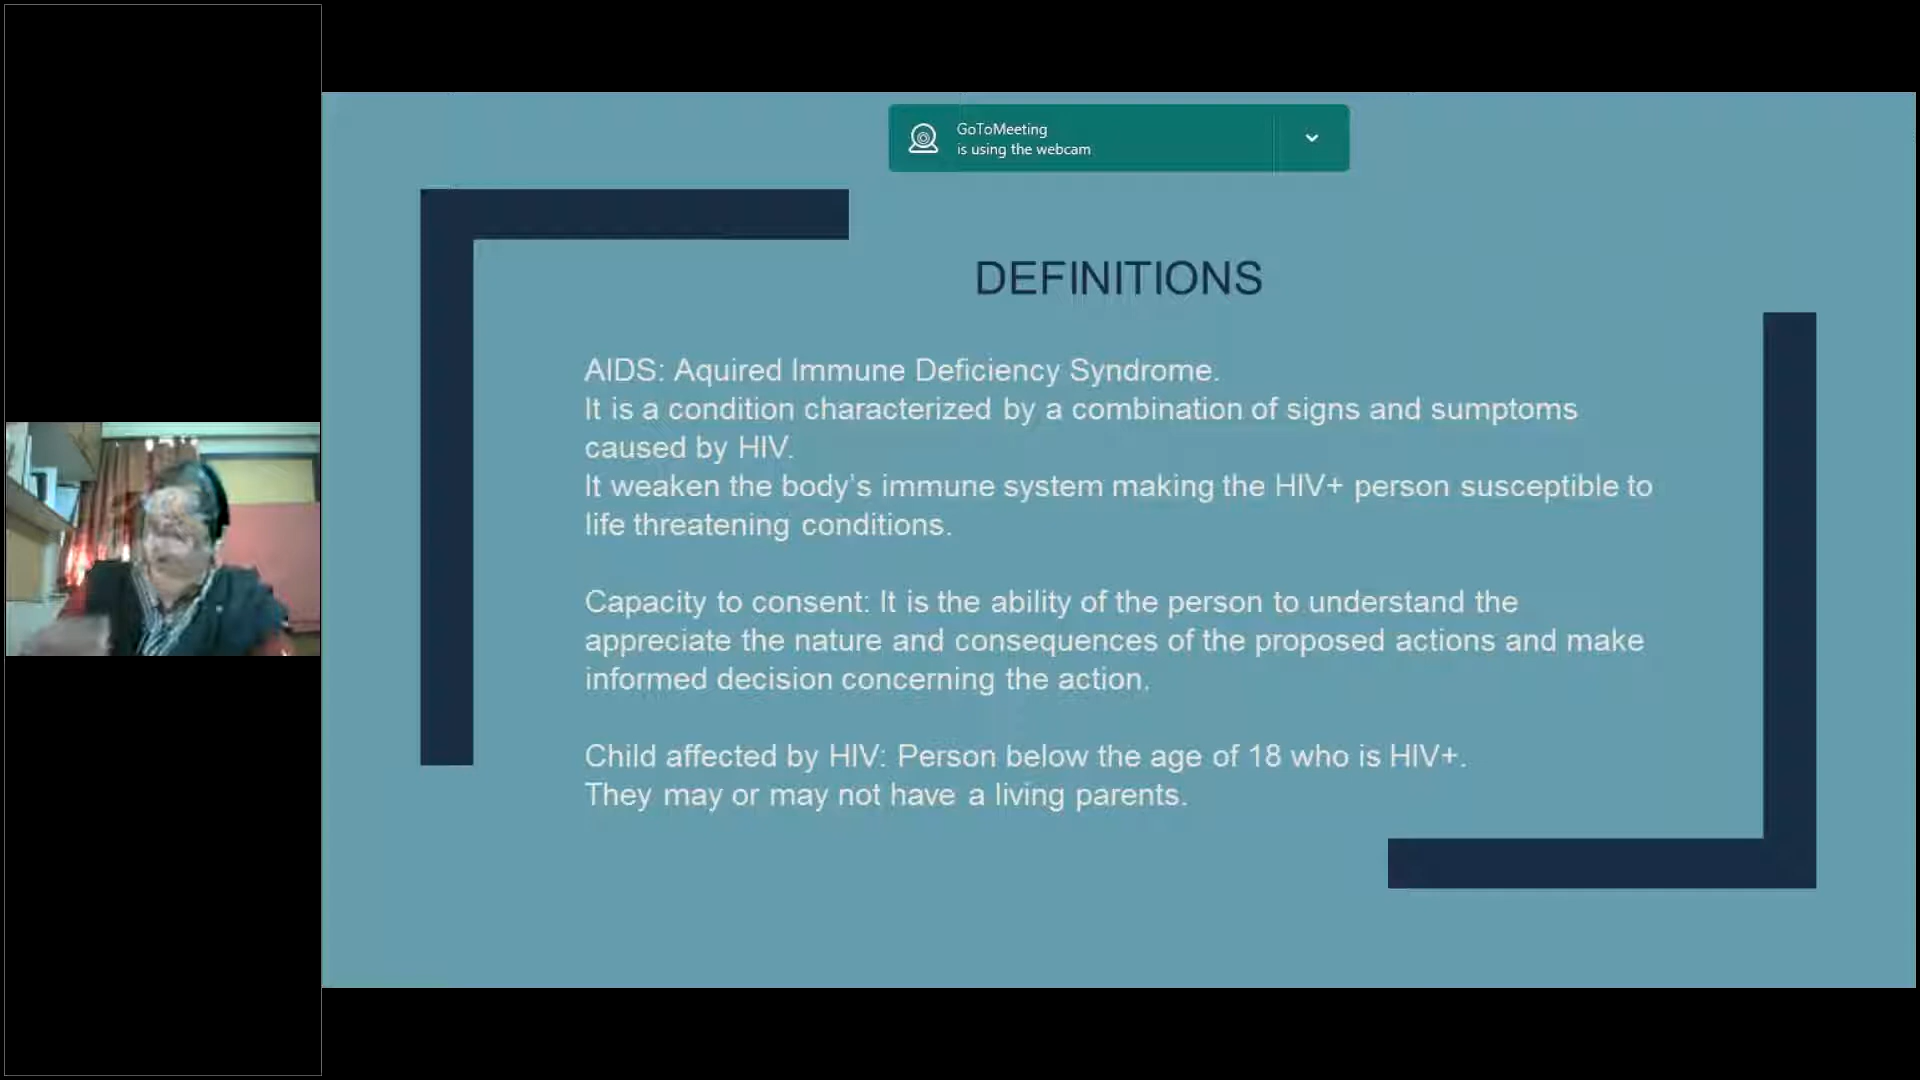 GoToMeeting
is using the webcam
DEFINITIONS
AIDS: Aquired Immune Deficiency Syndrome.
It is a condition characterized by a combination of signs and sumptoms
caused by HIV.
It weaken the body’s immune system making the HIV+ person susceptible to
life threatening conditions.
Capacity to consent: It is the ability of the person to understand the
appreciate the nature and consequences of the proposed actions and make
informed decision concerning the action.
Child affected by HIV: Person below the age of 18 who is HIV+.
They may or may not have a living parents.